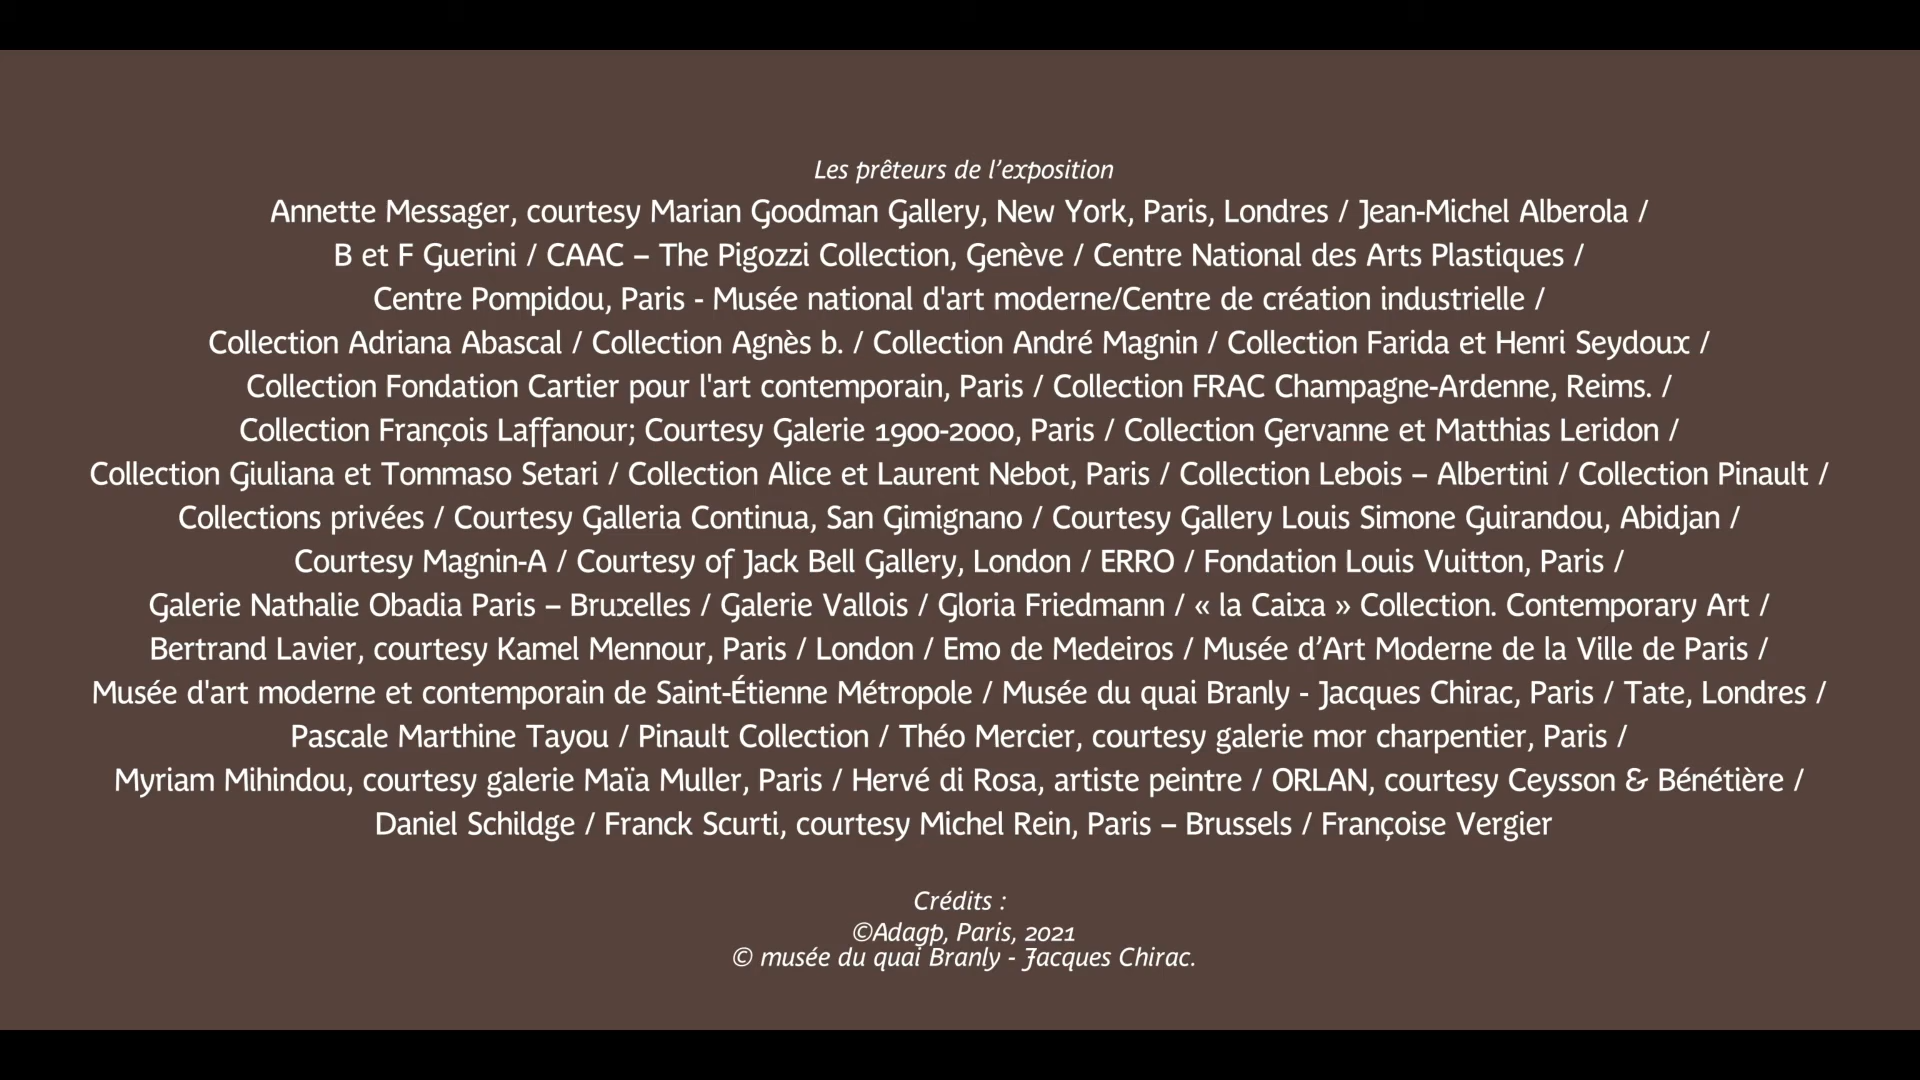 Les prêteurs de l’exposition
Annette Messager, courtesy Marian Goodman Gallery, New York, Paris, Londres / Jean-Michel Alberola /
B et F Guerini / CAAC – The Pigozzi Collection, Genève / Centre National des Arts Plastiques /
Centre Pompidou, Paris - Musée national d'art moderne/Centre de création industrielle /
Collection Adriana Abascal / Collection Agnès b. / Collection André Magnin / Collection Farida et Henri Seydoux /
Collection Fondation Cartier pour l'art contemporain, Paris / Collection FRAC Champagne-Ardenne, Reims. /
Collection François Laffanour; Courtesy Galerie 1900-2000, Paris / Collection Gervanne et Matthias Leridon /
Collection Giuliana et Tommaso Setari / Collection Alice et Laurent Nebot, Paris / Collection Lebois – Albertini / Collection Pinault /
Collections privées / Courtesy Galleria Continua, San Gimignano / Courtesy Gallery Louis Simone Guirandou, Abidjan /
Courtesy Magnin-A / Courtesy of Jack Bell Gallery, London / ERRO / Fondation Louis Vuitton, Paris /
Galerie Nathalie Obadia Paris – Bruxelles / Galerie Vallois / Gloria Friedmann / « la Caixa » Collection. Contemporary Art /
Bertrand Lavier, courtesy Kamel Mennour, Paris / London / Emo de Medeiros / Musée d’Art Moderne de la Ville de Paris /
Musée d'art moderne et contemporain de Saint-Étienne Métropole / Musée du quai Branly - Jacques Chirac, Paris / Tate, Londres /
Pascale Marthine Tayou / Pinault Collection / Théo Mercier, courtesy galerie mor charpentier, Paris /
Myriam Mihindou, courtesy galerie Maïa Muller, Paris / Hervé di Rosa, artiste peintre / ORLAN, courtesy Ceysson & Bénétière /
Daniel Schildge / Franck Scurti, courtesy Michel Rein, Paris – Brussels / Françoise Vergier
Crédits :
©Adagp, Paris, 2021
© musée du quai Branly - Jacques Chirac.